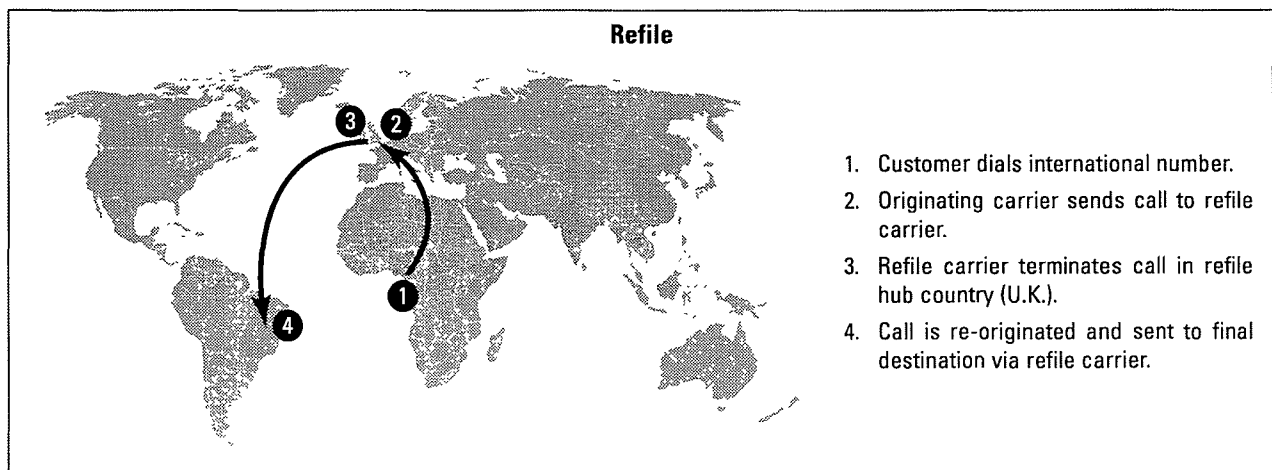 Refile
3
2
1
4
1. Customer dials international number.
2. Originating carrier sends call to refile
carrier.
3. Refile carrier terminates call in refile
hub country (U.K.).
4. Call is re-originated and sent to final
destination via refile carrier.